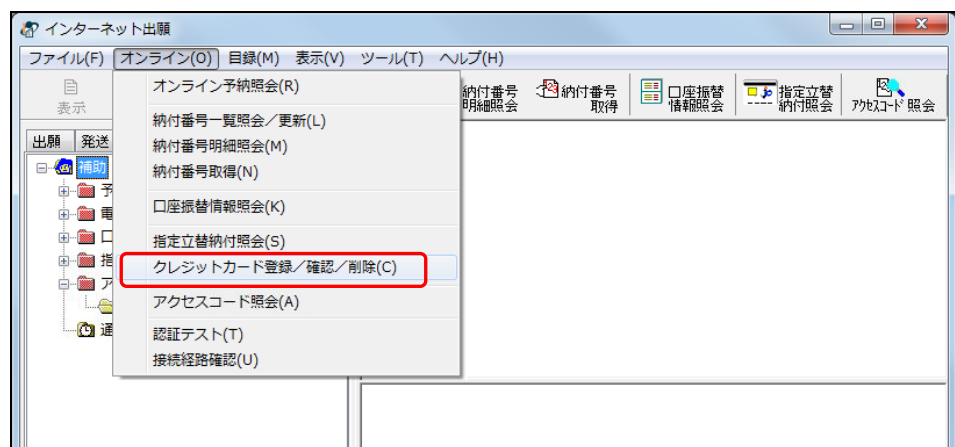 インターネット出願
ファイル(F) オンライン(O) 目録(M) 表示(V) ツール(T) ヘルプ(H)
表示
納付番号
明細照会
納付番号
取得
口座振替
情報照会
指定立替
納付照会
アクセスコード 照会
出願 発送
補助
予
電
口
指
ア
通
オンライン予納照会(R)
納付番号一覧照会／更新(L)
納付番号明細照会(M)
納付番号取得(N)
口座振替情報照会(K)
指定立替納付照会(S)
クレジットカード登録／確認／削除(C)
アクセスコード照会(A)
認証テスト(T)
接続経路確認(U)